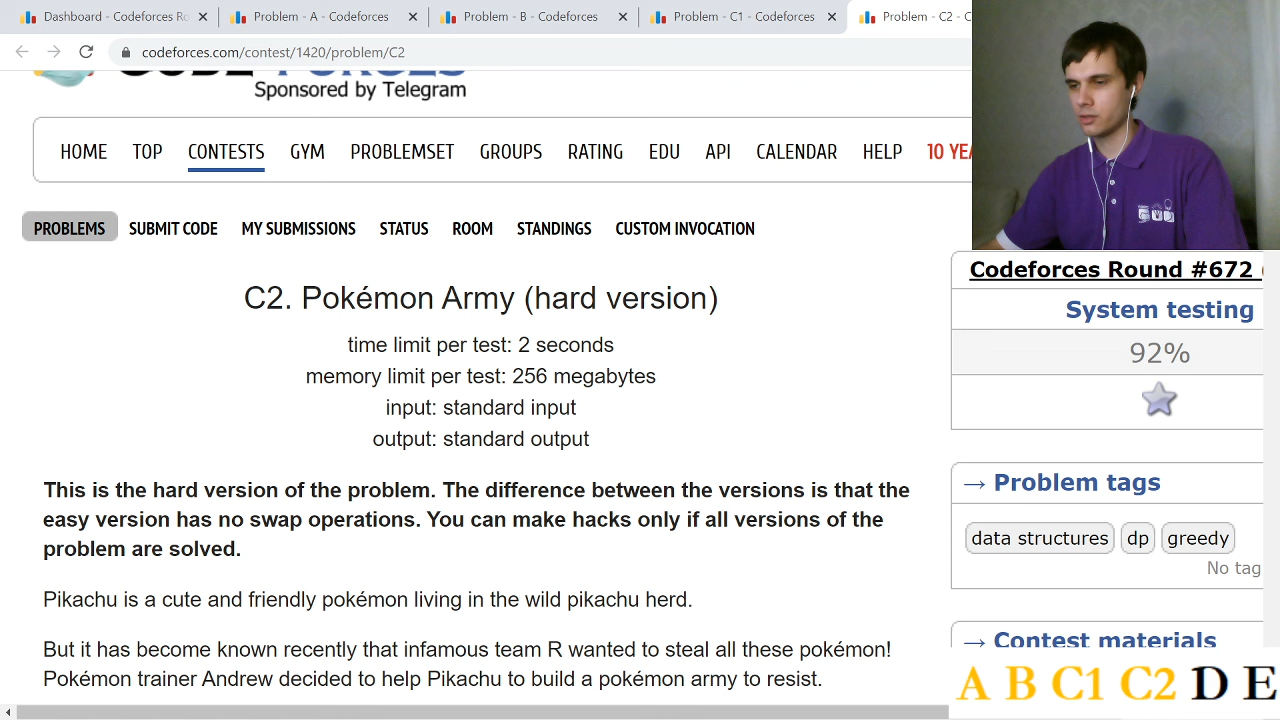 Dashboard - Codeforces Ro
Problem - A - Codeforces
Problem - B - Codeforces
C1 - Codeforces
Problem - C2 - C
codeforces.com/contest/1420/problem/C2
Sponsored by Telegram
HOME TOP CONTESTS GYM PROBLEMSET GROUPS RATING EDU API CALENDAR HELP 10 YEA
PROBLEMS SUBMIT CODE MY SUBMISSIONS STATUS ROOM STANDINGS CUSTOM INVOCATION
C2. Pokémon Army (hard version)
time limit per test: 2 seconds
memory limit per test: 256 megabytes
input: standard input
output: standard output
This is the hard version of the problem. The difference between the versions is that the
easy version has no swap operations. You can make hacks only if all versions of the
problem are solved.
Pikachu is a cute and friendly pokémon living in the wild pikachu herd.
But it has become known recently that infamous team R wanted to steal all these pokémon!
Pokémon trainer Andrew decided to help Pikachu to build a pokémon army to resist.
Codeforces Round #672 (
System testing
92%
→ Problem tags
data structures dp greedy
No tag
→ Contest materials
A B C1 C2 D E